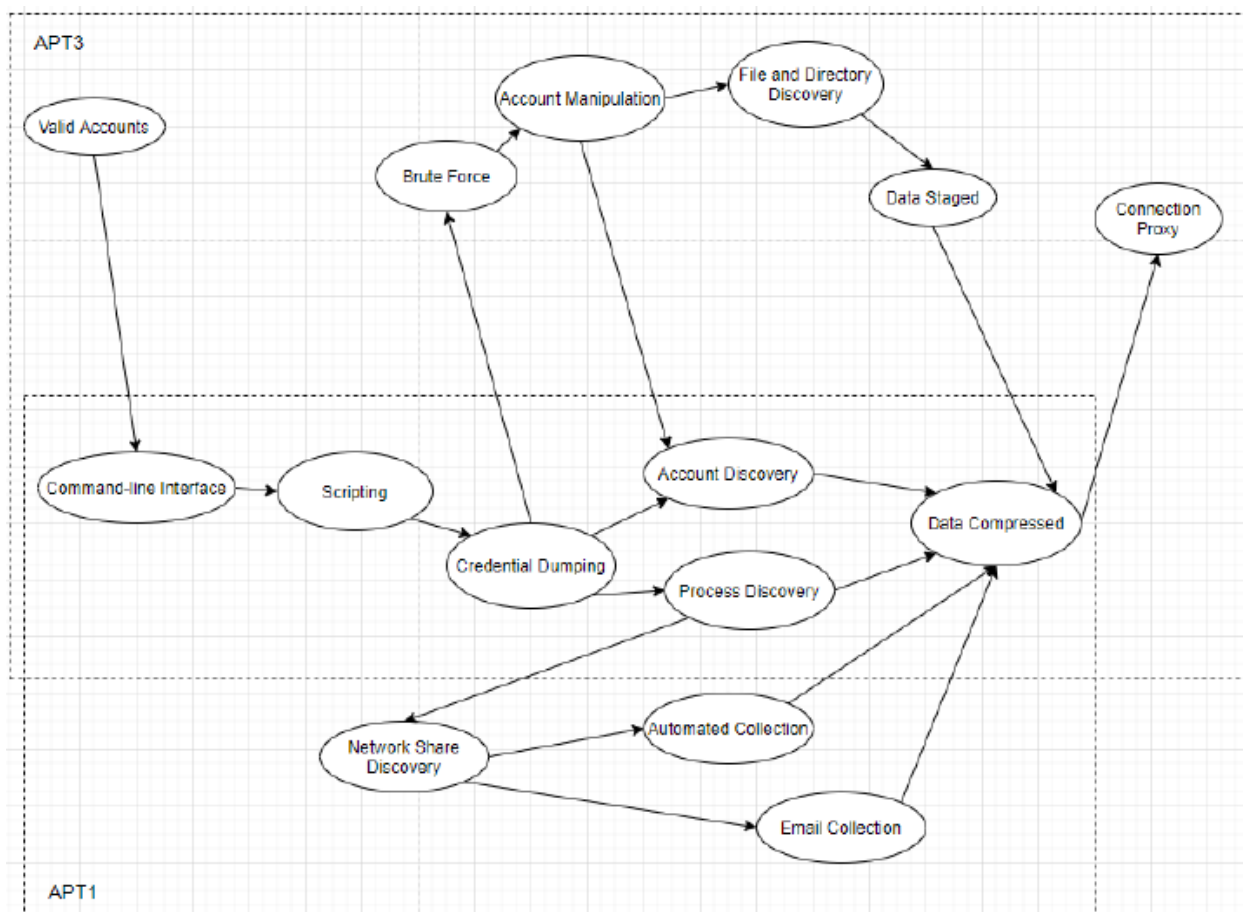 APT3
Valid Accounts
Account Manipulation
File and Directory
Discovery
Brute Force
Data Staged
Connection
Proxy
Command-line Interface
Scripting
Account Discovery
Data Compressed
Credential Dumping
Process Discovery
Network Share
Discovery
Automated Collection
Email Collection
APT1